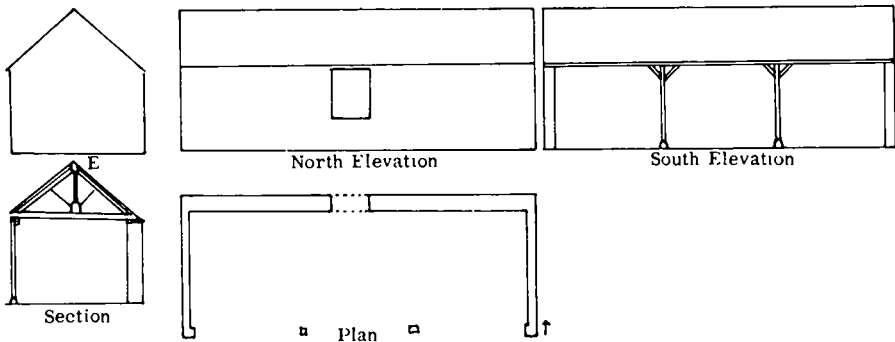 E
North Elevation
South Elevation
Section
Plan